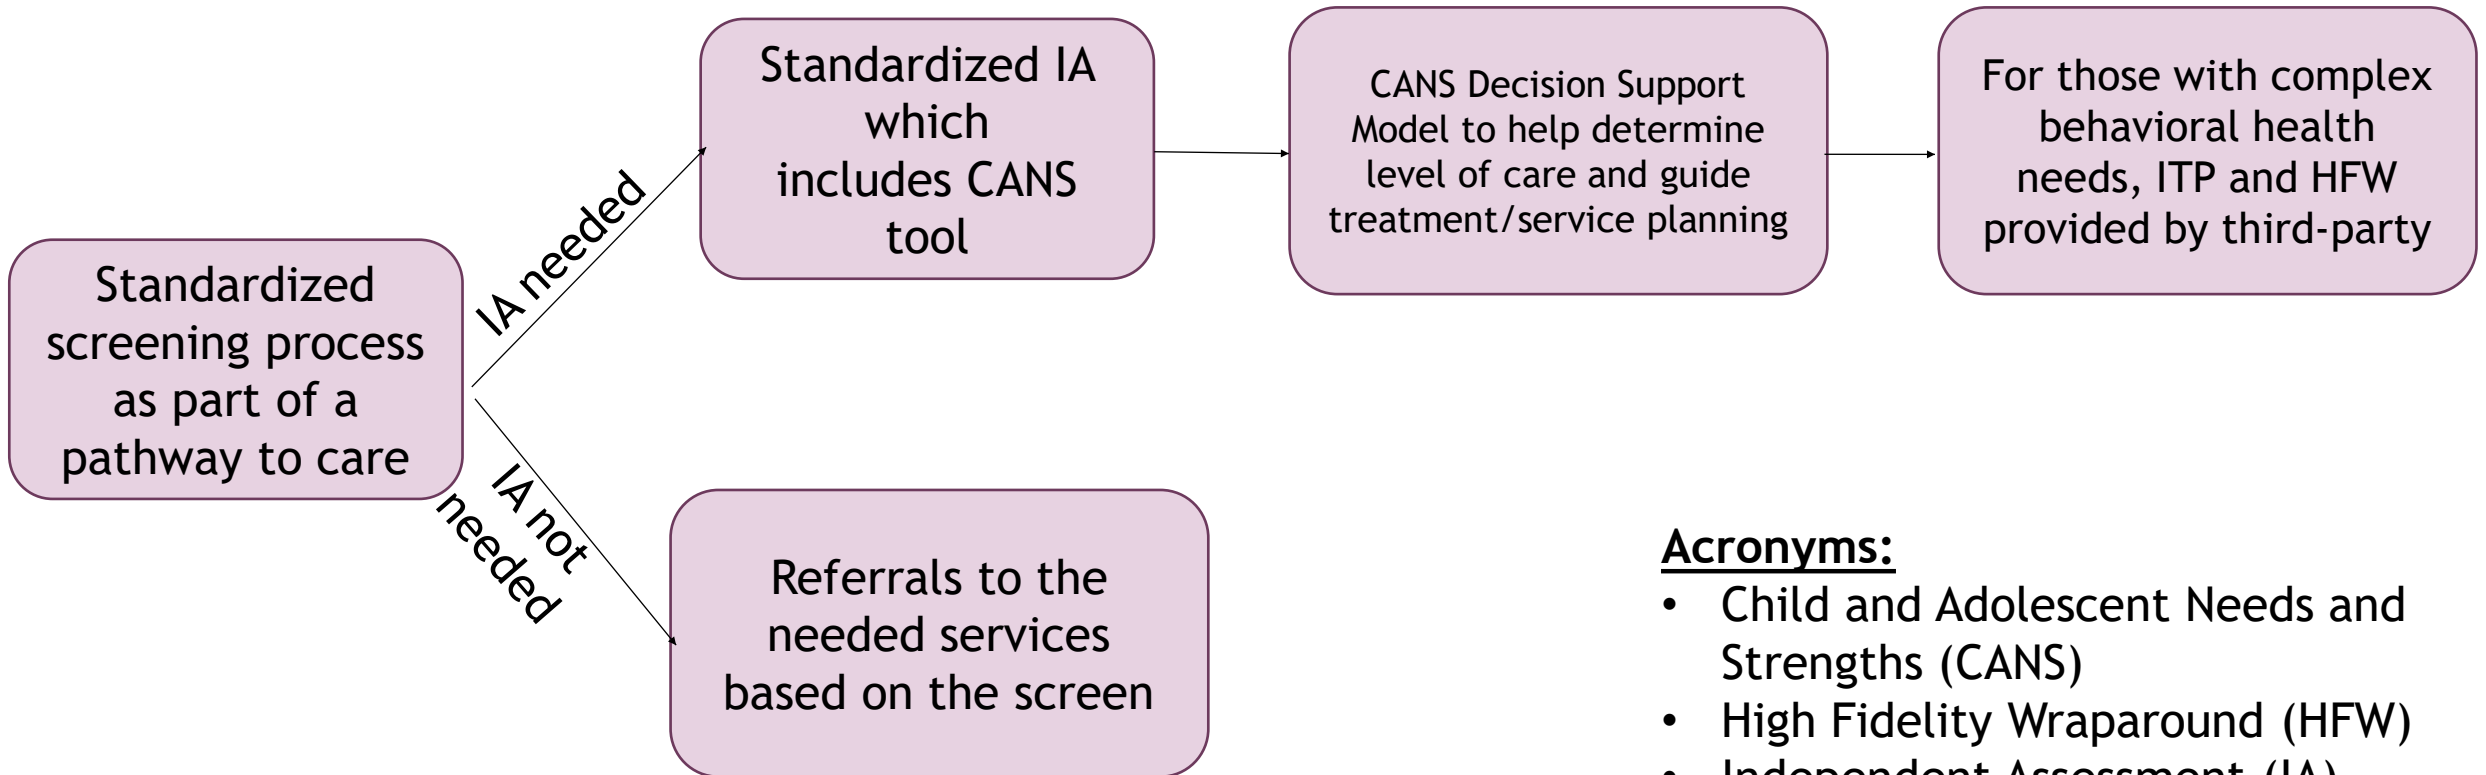 Standardized
screening process
as part of a
pathway to care
IA needed
Standardized IA
which
includes CANS
tool
CANS Decision Support
Model to help determine
level of care and guide
treatment/service planning
For those with complex
behavioral health
needs, ITP and HFW
provided by third-party
IA not
needed
Referrals to the
needed services
based on the screen
Acronyms:
• Child and Adolescent Needs and
Strengths (CANS)
• High Fidelity Wraparound (HFW)
• Independent Assessment (IA)